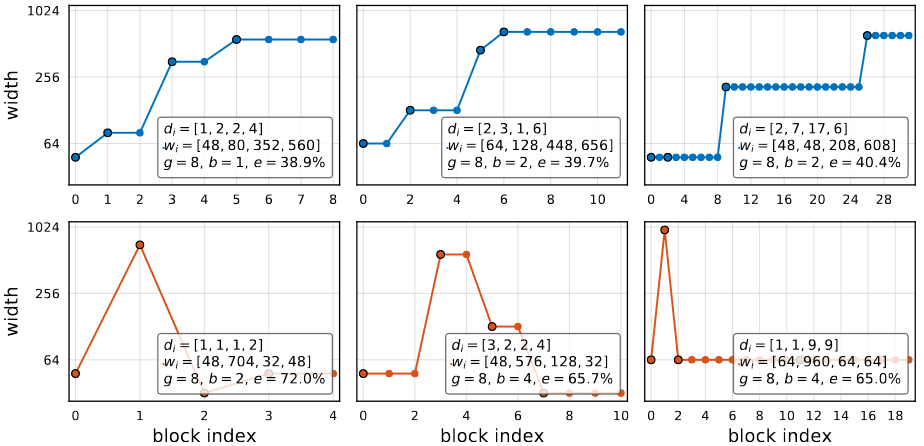 1024
256
64
width
d_i = [1, 2, 2, 4]
w_i = [48, 80, 352, 560]
g = 8, b = 1, e = 38.9%
0 1 2 3 4 5 6 7 8
d_i = [2, 3, 1, 6]
w_i = [64, 128, 448, 656]
g = 8, b = 2, e = 39.7%
0 2 4 6 8 10
d_i = [2, 7, 17, 6]
w_i = [48, 48, 208, 608]
g = 8, b = 2, e = 40.4%
0 4 8 12 16 20 24 28
1024
256
64
width
d_i = [1, 1, 1, 2]
w_i = [48, 704, 32, 48]
g = 8, b = 2, e = 72.0%
0 1 2 3 4
block index
d_i = [3, 2, 2, 4]
w_i = [48, 576, 128, 32]
g = 8, b = 4, e = 65.7%
0 2 4 6 8 10
block index
d_i = [1, 1, 9, 9]
w_i = [64, 960, 64, 64]
g = 8, b = 4, e = 65.0%
0 2 4 6 8 10 12 14 16 18
block index